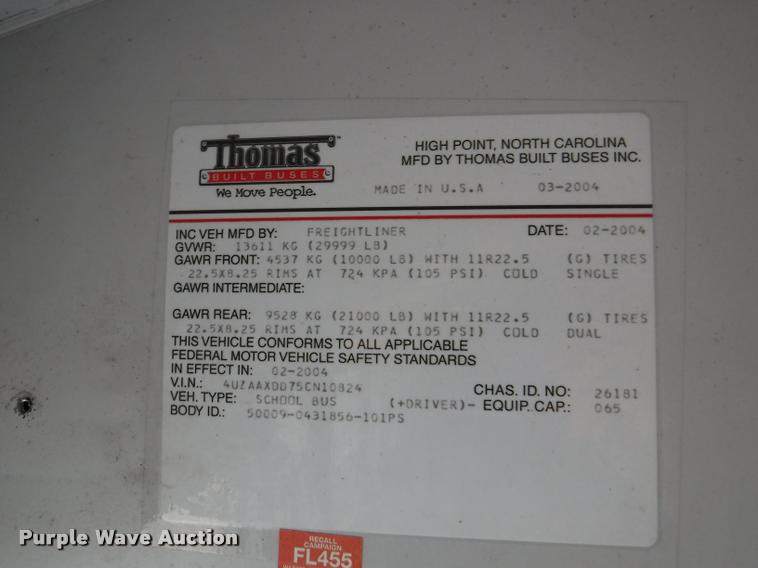 Thomas
BUILT BUSES
We Move People.
HIGH POINT, NORTH CAROLINA
MFD BY THOMAS BUILT BUSES INC.
MADE IN U.S.A 03-2004
INC VEH MFD BY: FREIGHTLINER DATE: 02-2004
GVWR: 13611 KG (29999 LB)
GAWR FRONT: 4537 KG (10000 LB) WITH 11R22.5 (G) TIRES
22.5X8.25 RIMS AT 724 KPA (105 PSI) COLD SINGLE
GAWR INTERMEDIATE:
GAWR REAR: 9528 KG (21000 LB) WITH 11R22.5 (G) TIRES
22.5X8.25 RIMS AT 724 KPA (105 PSI) COLD DUAL
THIS VEHICLE CONFORMS TO ALL APPLICABLE
FEDERAL MOTOR VEHICLE SAFETY STANDARDS
IN EFFECT IN: 02-2004
V.I.N.: 4UZAAXDD75CN10824 CHAS. ID. NO: 26181
VEH. TYPE: SCHOOL BUS (+DRIVER)- EQUIP. CAP.: 065
BODY ID.: 50009-0431856-101PS
Purple Wave Auction
RECALL
CAMPAIGN
FL455